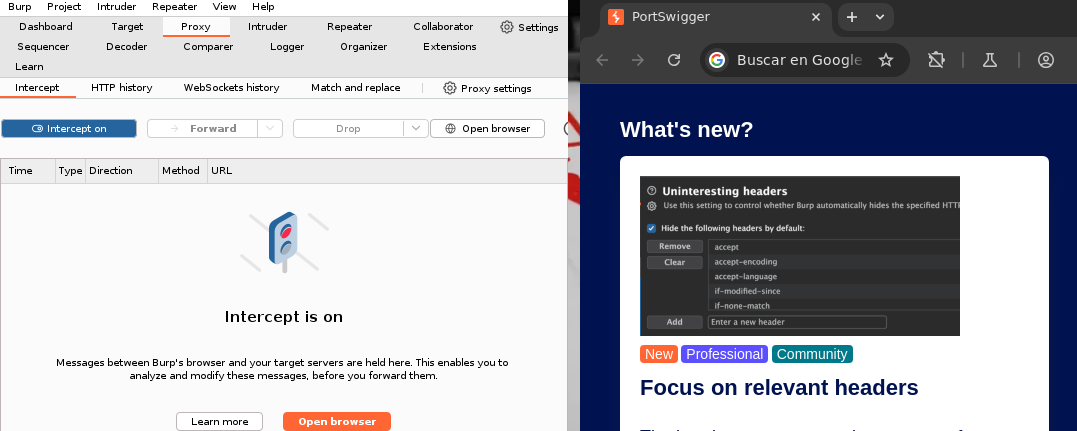 Burp Project Intruder Repeater View Help
Dashboard Target Proxy Intruder Repeater Collaborator Settings
Sequencer Decoder Comparer Logger Organizer Extensions
Learn
Intercept HTTP history WebSockets history Match and replace Proxy settings
Intercept on Forward Drop Open browser
Time Type Direction Method URL
Intercept is on
Messages between Burp's browser and your target servers are held here. This enables you to
analyze and modify these messages, before you forward them.
Learn more Open browser
PortSwigger
Buscar en Google
What's new?
Uninteresting headers
Use this setting to control whether Burp automatically hides the specified HTT
Hide the following headers by default:
Remove accept
Clear accept-encoding
accept-language
if-modified-since
if-none-match
Add Enter a new header
New Professional Community
Focus on relevant headers